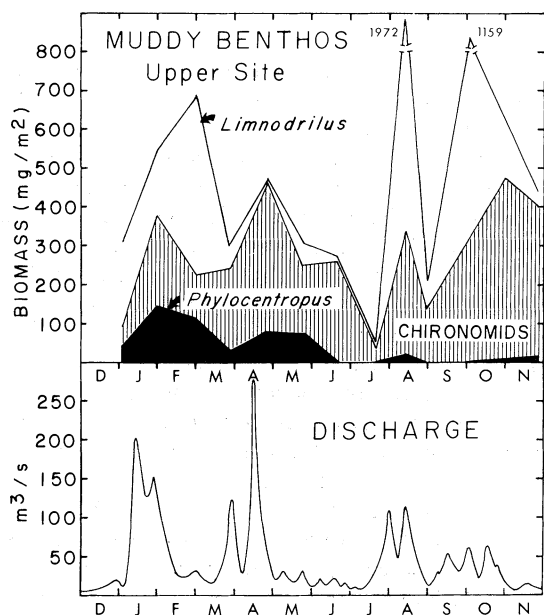 MUDDY BENTHOS
Upper Site
1972
1159
Limnodrilus
Phylocentropus
CHIRONOMIDS
BIOMASS (mg/m2)
800
700
600
500
400
300
200
100
D J F M A M J J A S O N
DISCHARGE
m3/s
250
200
150
100
50
D J F M A M J J A S O N